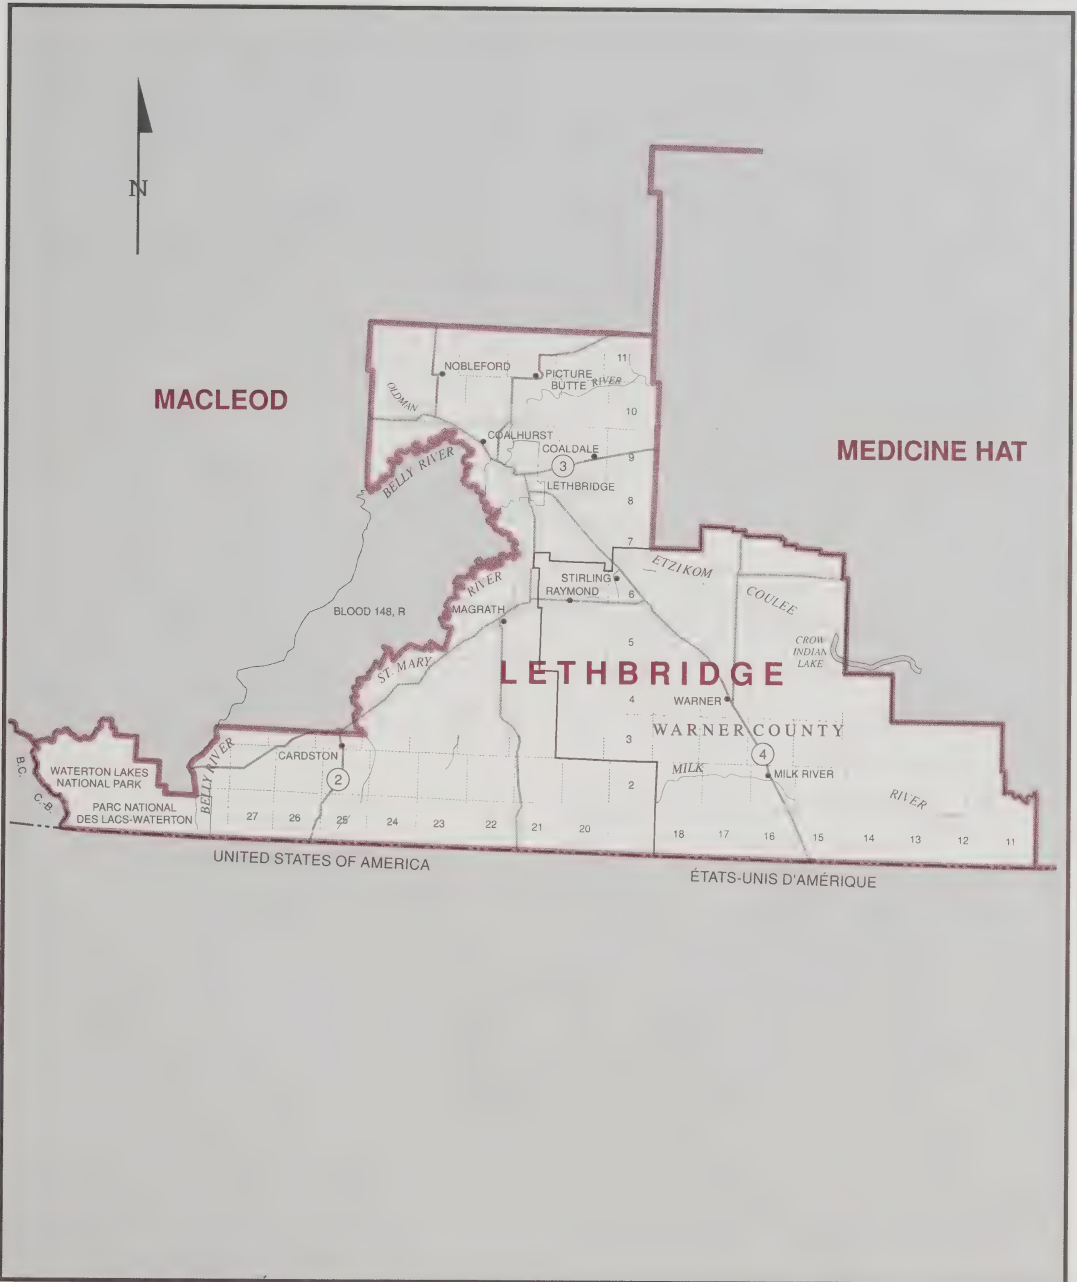 N
MACLEOD
MEDICINE HAT
NOBLEFORD
PICTURE
BUTTE
RIVER
OLDMAN
11
10
COALHURST
COALDALE
9
3
LETHBRIDGE
BELLY RIVER
8
7
ETZIKOM
COULEE
STIRLING
RAYMOND
6
RIVER
BLOOD 148, R
MAGRATH
5
CROW
INDIAN
LAKE
ST. MARY
LETHBRIDGE
4
WARNER
WARNER COUNTY
3
4
CARDSTON
2
BELLY RIVER
MILK
MILK RIVER
RIVER
2
B.C.
C.-B.
WATERTON LAKES
NATIONAL PARK
PARC NATIONAL
DES LACS-WATERTON
27 26 25 24 23 22 21 20 18 17 16 15 14 13 12 11
UNITED STATES OF AMERICA
ÉTATS-UNIS D'AMÉRIQUE